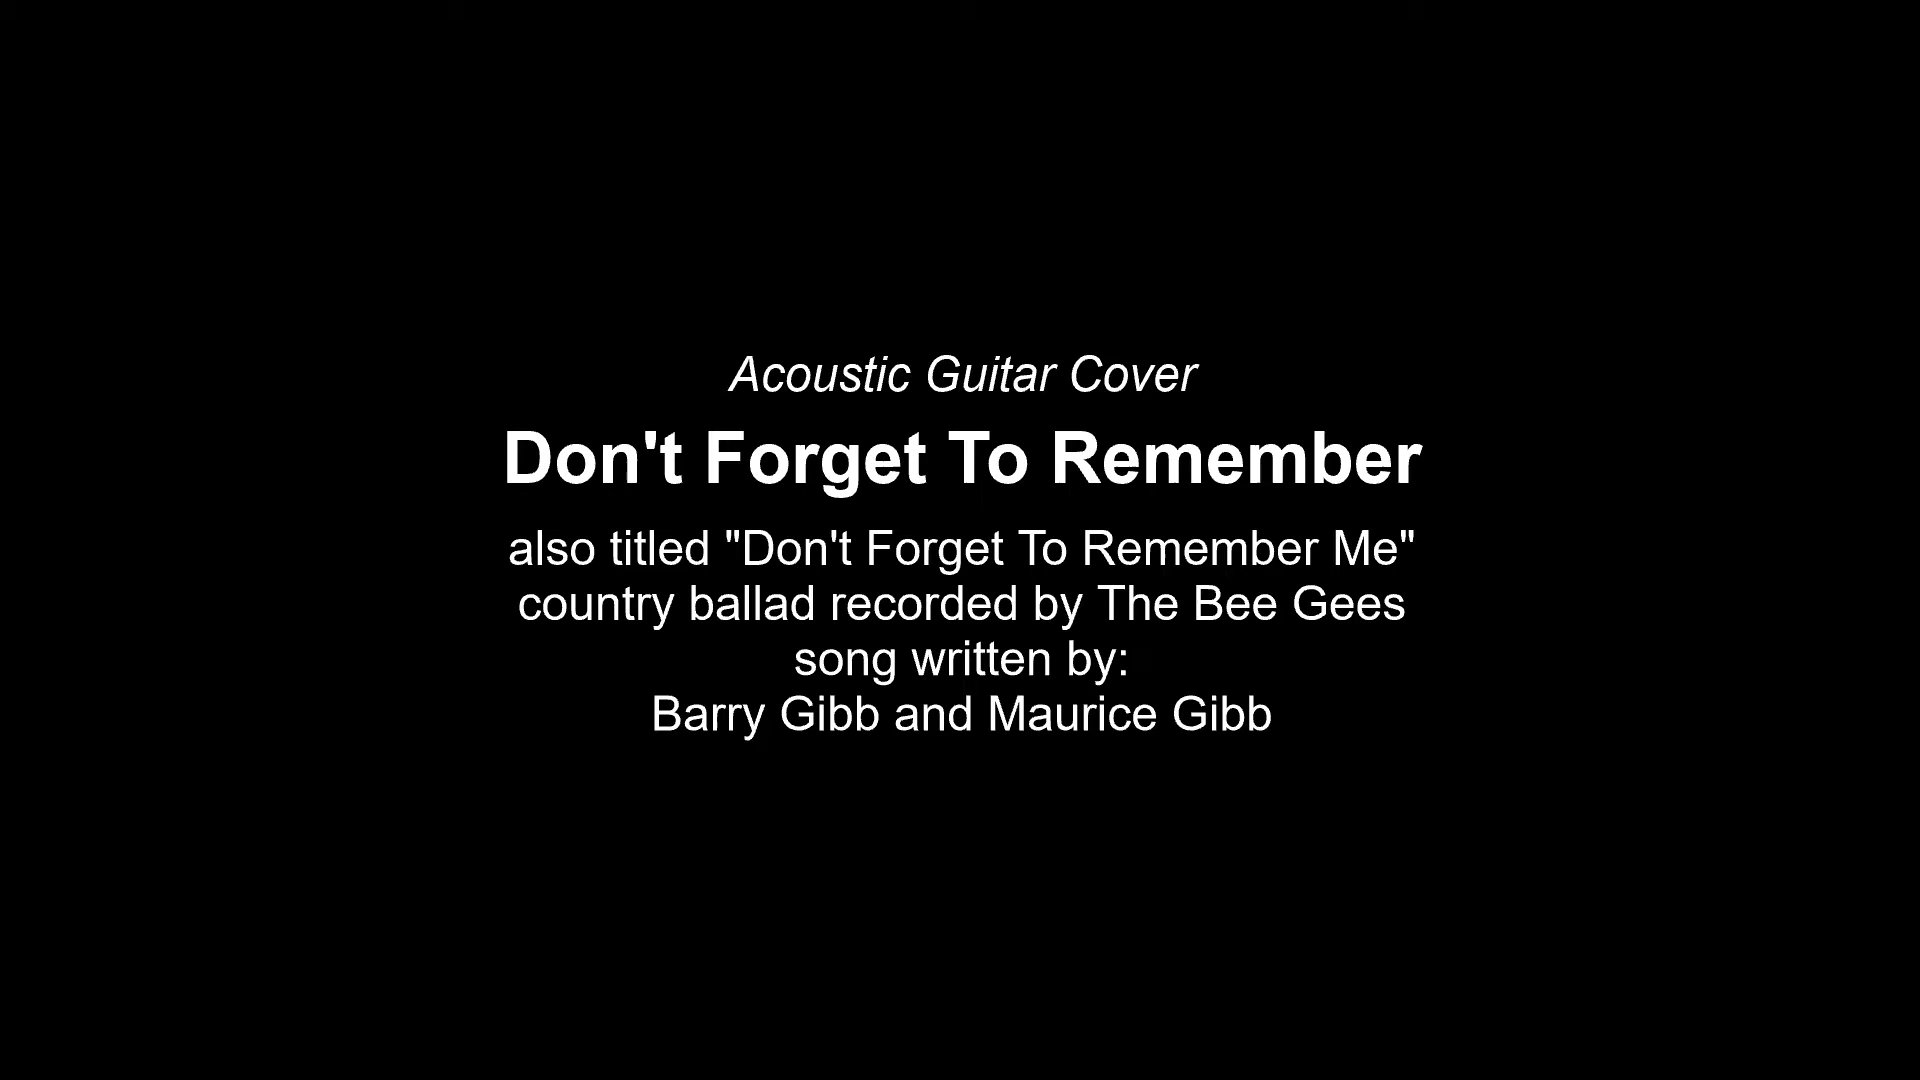 Acoustic Guitar Cover
Don't Forget To Remember
also titled "Don't Forget To Remember Me"
country ballad recorded by The Bee Gees
song written by:
Barry Gibb and Maurice Gibb